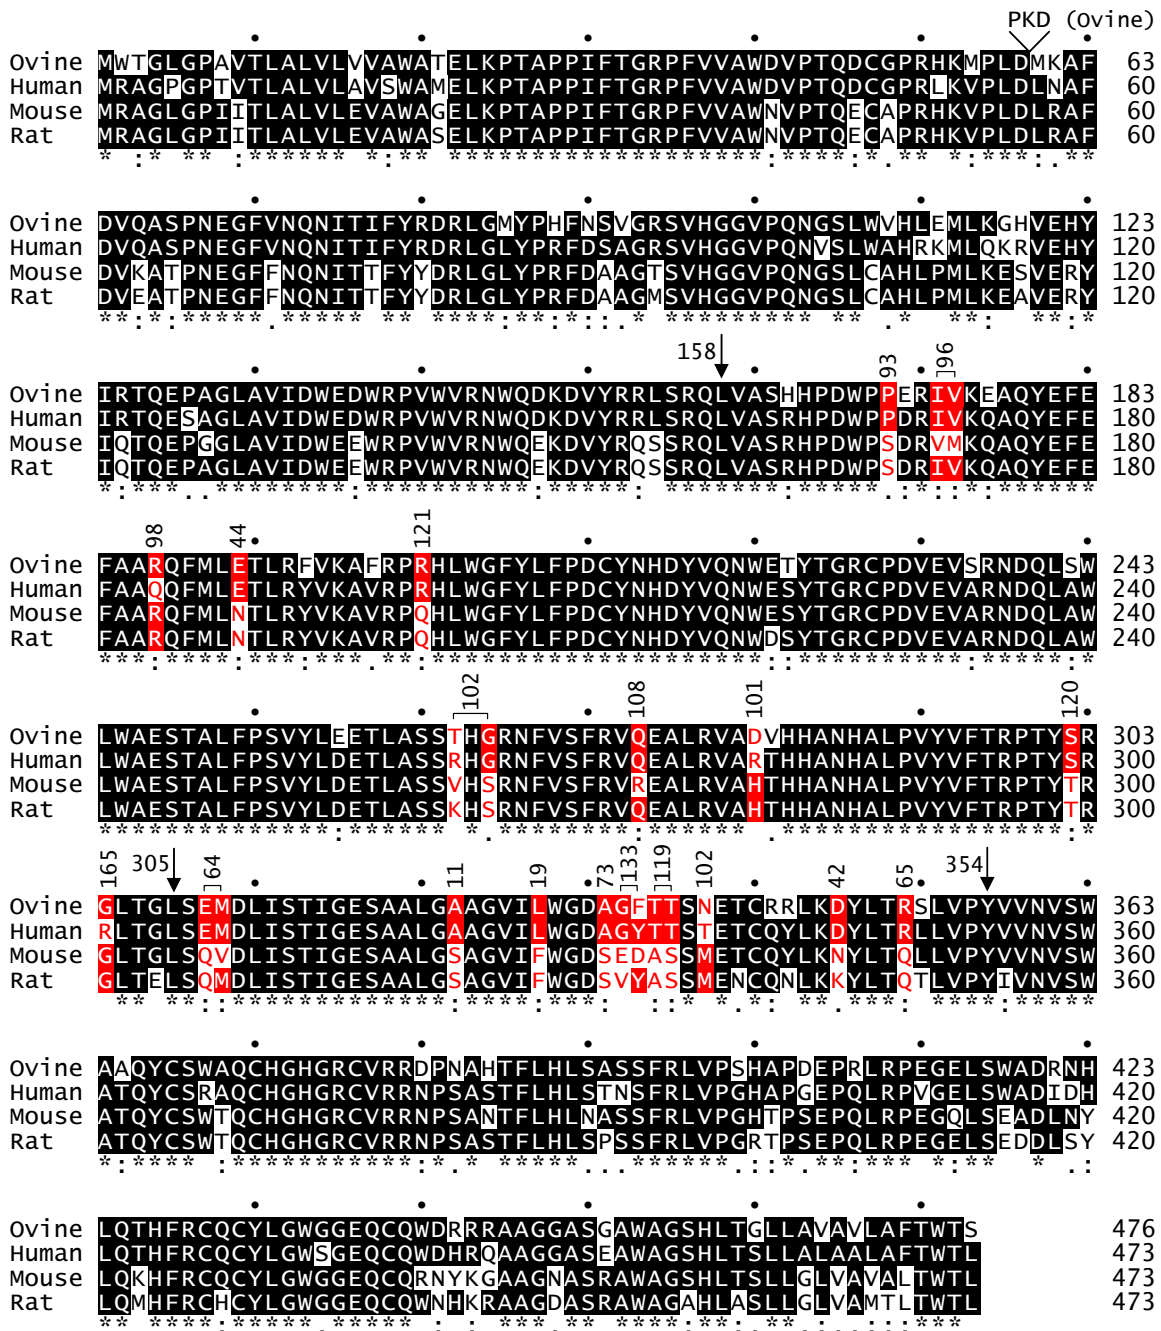 PKD (Ovine)
Ovine MWTGLGPAVTLALVLVVAWATELKPTAPPIFTGRPFVVAWDVPTQDCGPRHKMPLDMKAF 63
Human MRAGPGPTVTLALVLAVSWAMELKPTAPPIFTGRPFVVAWDVPTQDCGPRLKVPLDLNAF 60
Mouse MRAGLGPIITLALVLEVAWAGELKPTAPPIFTGRPFVVAWNVPTQECAPRHKVPLDLRAF 60
Rat MRAGLGPIITLALVLEVAWASELKPTAPPIFTGRPFVVAWNVPTQECAPRHKVPLDLRAF 60
* :* ** :****** *:** *******************:****:*.** *:***:.**
Ovine DVQASPNEGFVNQNITIFYRDRLGMYPHFNSVGRSVHGGVPQNGSLWVHLEMLKGHVEHY 123
Human DVQASPNEGFVNQNITIFYRDRLGLYPRFDSAGRSVHGGVPQNVSLWAHRKMLQKRVEHY 120
Mouse DVKATPNEGFFNQNITTFYYDRLGLYPRFDAAGTSVHGGVPQNGSLCAHLPMLKESVERY 120
Rat DVEATPNEGFFNQNITTFYYDRLGLYPRFDAAGMSVHGGVPQNGSLCAHLPMLKEAVERY 120
**:*:*****.***** ** ****:**:*::.* ********* ** .* **: **:*
158 93 96
Ovine IRTQEPAGLAVIDWEDWRPVWVRNWQDKDVYRRLSRQLVASHHPDWPPERIVKEAQYEFE 183
Human IRTQESAGLAVIDWEDWRPVWVRNWQDKDVYRRLSRQLVASRHPDWPPDRIVKQAQYEFE 180
Mouse IQTQEPGGLAVIDWEEWRPVWVRNWQEKDVYRQSSRQLVASRHPDWPSDRVMKQAQYEFE 180
Rat IQTQEPAGLAVIDWEEWRPVWVRNWQEKDVYRQSSRQLVASRHPDWPSDRIVKQAQYEFE 180
*:***..********:**********:*****: *******:*****.:*::*:******
98 44 121
Ovine FAARQFMLETLRFVKAFRPRHLWGFYLFPDCYNHDYVQNWETYTGRCPDVEVSRNDQLSW 243
Human FAAQQFMLETLRYVKAVRPRHLWGFYLFPDCYNHDYVQNWESYTGRCPDVEVARNDQLAW 240
Mouse FAARQFMLNTLRYVKAVRPQHLWGFYLFPDCYNHDYVQNWESYTGRCPDVEVARNDQLAW 240
Rat FAARQFMLNTLRYVKAVRPQHLWGFYLFPDCYNHDYVQNWDSYTGRCPDVEVARNDQLAW 240
***:****:***:***.**:********************::**********:*****:*
102 108 101 120
Ovine LWAESTALFPSVYLEETLASSTHGRNFVSFRVQEALRVADVHHANHALPVYVFTRPTYSR 303
Human LWAESTALFPSVYLDETLASSRHGRNFVSFRVQEALRVARTHHANHALPVYVFTRPTYSR 300
Mouse LWAESTALFPSVYLDETLASSVHSRNFVSFRVREALRVAHTHHANHALPVYVFTRPTYTR 300
Rat LWAESTALFPSVYLDETLASSKHSRNFVSFRVQEALRVAHTHHANHALPVYVFTRPTYTR 300
**************:****** *.********:****** .*****************:*
165 305 64 11 19 73 133 119 102 42 65 354
Ovine GLTGLSEMDLISTIGESAALGAAGVILWGDAGFTTSNETCRRLKDYLTRSLVPYVVNVSW 363
Human RLTGLSEMDLISTIGESAALGAAGVILWGDAGYTTSTETCQYLKDYLTRLLVPYVVNVSW 360
Mouse GLTGLSQVDLISTIGESAALGSAGVIFWGDSEDASSMETCQYLKNYLTQLLVPYVVNVSW 360
Rat GLTELSQMDLISTIGESAALGSAGVIFWGDSVYASSMENCQNLKKYLTQTLVPYIVNVSW 360
** **::*************:****:***: ::* *.*: **.***: ****:*****
Ovine AAQYCSWAQCHGHGRCVRRDPNAHTFLHLSASSFRLVPSHAPDEPRLRPEGELSWADRNH 423
Human ATQYCSRAQCHGHGRCVRRNPSASTFLHLSTNSFRLVPGHAPGEPQLRPVGELSWADIDH 420
Mouse ATQYCSWTQCHGHGRCVRRNPSANTFLHLNASSFRLVPGHTPSEPQLRPEGQLSEADLNY 420
Rat ATQYCSWTQCHGHGRCVRRNPSASTFLHLSPSSFRLVPGRTPSEPQLRPEGELSEDDLSY 420
*:**** :***********:*.* *****...******.::*.**:*** *:** * .:
Ovine LQTHFRCQCYLGWGGEQCQWDRRRAAGGASGAWAGSHLTGLLAVAVLAFTWTS 476
Human LQTHFRCQCYLGWSGEQCQWDHRQAAGGASEAWAGSHLTSLLALAALAFTWTL 473
Mouse LQKHFRCQCYLGWGGEQCQRNYKGAAGNASRAWAGSHLTSLLGLVAVALTWTL 473
Rat LQMHFRCHCYLGWGGEQCQWNHKRAAGDASRAWAGAHLASLLGLVAMTLTWTL 473